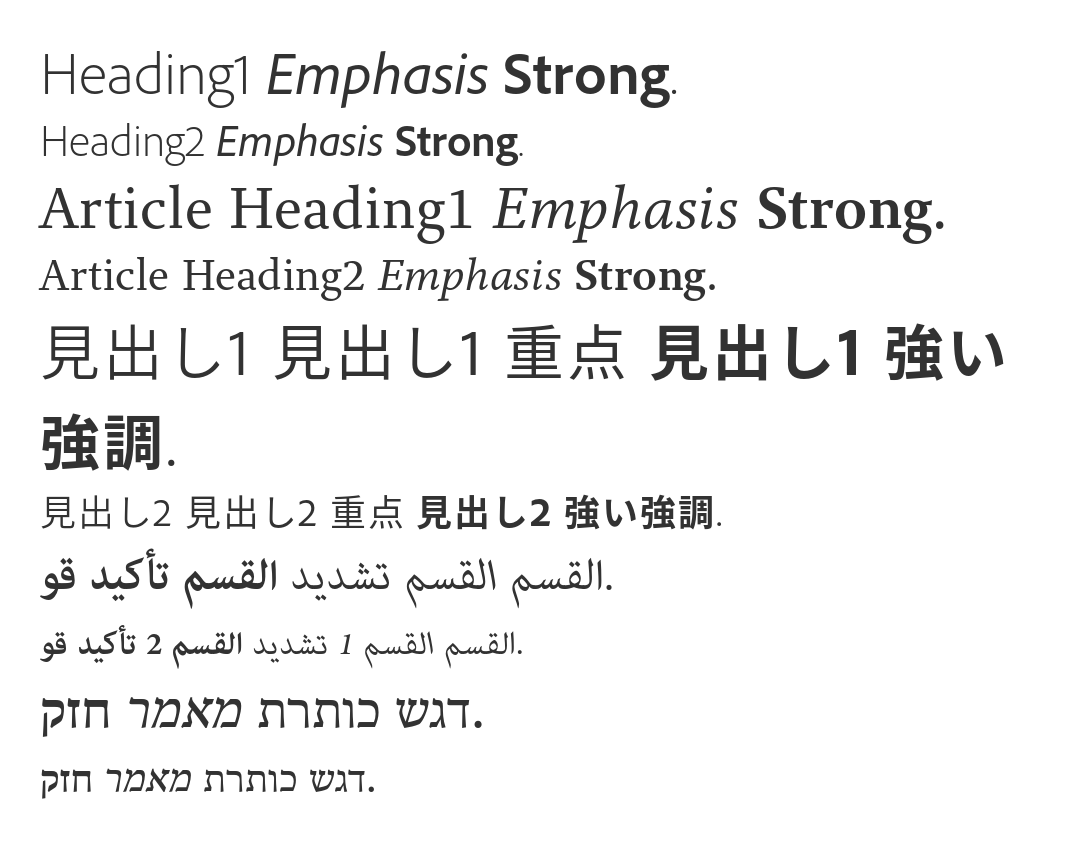 Heading1 Emphasis Strong.
Heading2 Emphasis Strong.
Article Heading1 Emphasis Strong.
Article Heading2 Emphasis Strong.
見出し1 見出し1 重点 見出し1 強い
強調.
見出し2 見出し2 重点 見出し2 強い強調.
القسم القسم تشديد القسم تأكيد قو.
القسم القسم 1 تشديد القسم 2 تأكيد قو.
דגש כותרת מאמר חזק.
דגש כותרת מאמר חזק.